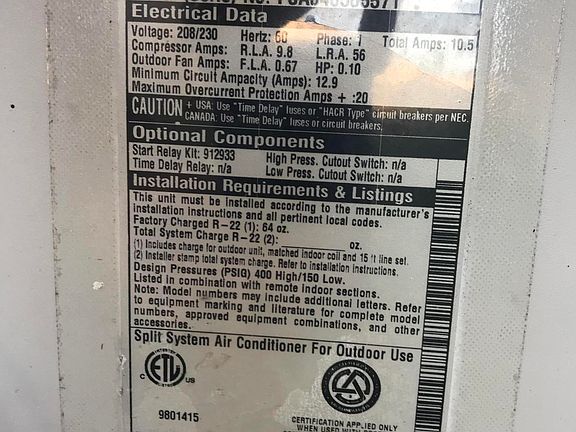 Electrical Data
Voltage: 208/230 Hertz: 60 Phase: 1 Total Amps: 10.5
Compressor Amps: R.L.A. 9.8 L.R.A. 56
Outdoor Fan Amps: F.L.A. 0.67 HP: 0.10
Minimum Circuit Ampacity (Amps): 12.9
Maximum Overcurrent Protection Amps + :20
CAUTION + USA: Use "Time Delay" fuses or "HACR Type" circuit breakers per NEC.
CANADA: Use "Time Delay" fuses or circuit breakers.
Optional Components
Start Relay Kit: 912933 High Press. Cutout Switch: n/a
Time Delay Relay: n/a Low Press. Cutout Switch: n/a
Installation Requirements & Listings
This unit must be installed according to the manufacturer's
installation instructions and all pertinent local codes.
Factory Charged R-22 (1): 64 oz.
Total System Charge R-22 (2): ________ oz.
(1) Includes charge for outdoor unit, matched indoor coil and 15 ft line set.
(2) Installer stamp total system charge. Refer to installation instructions.
Design Pressures (PSIG) 400 High/150 Low.
Listed in combination with remote indoor sections.
Note: Model numbers may include additional letters. Refer
to equipment marking and literature for complete model
numbers, approved equipment combinations, and other
accessories.
Split System Air Conditioner For Outdoor Use
ETL
C US
9801415
CERTIFICATION APPLIED ONLY
WHEN USED WITH